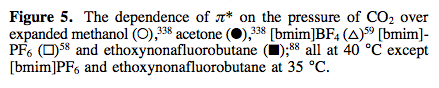 Figure 5. The dependence of π* on the pressure of CO₂ over
expanded methanol (○),³³⁸ acetone (●),³³⁸ [bmim]BF₄ (△)⁵⁹ [bmim]-
PF₆ (□)⁵⁸ and ethoxynonafluorobutane (■);⁸⁸ all at 40 °C except
[bmim]PF₆ and ethoxynonafluorobutane at 35 °C.